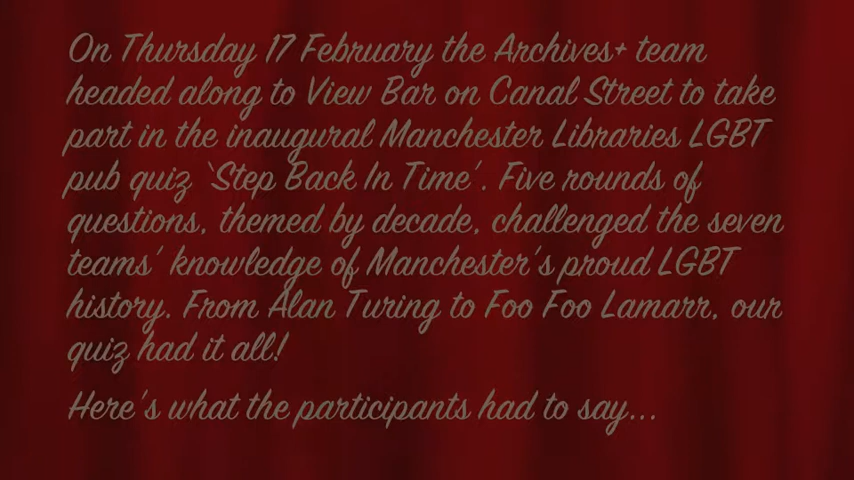 On Thursday 17 February the Archives+ team
headed along to View Bar on Canal Street to take
part in the inaugural Manchester Libraries LGBT
pub quiz `Step Back In Time'. Five rounds of
questions, themed by decade, challenged the seven
teams' knowledge of Manchester's proud LGBT
history. From Alan Turing to Foo Foo Lamarr, our
quiz had it all!
Here's what the participants had to say...